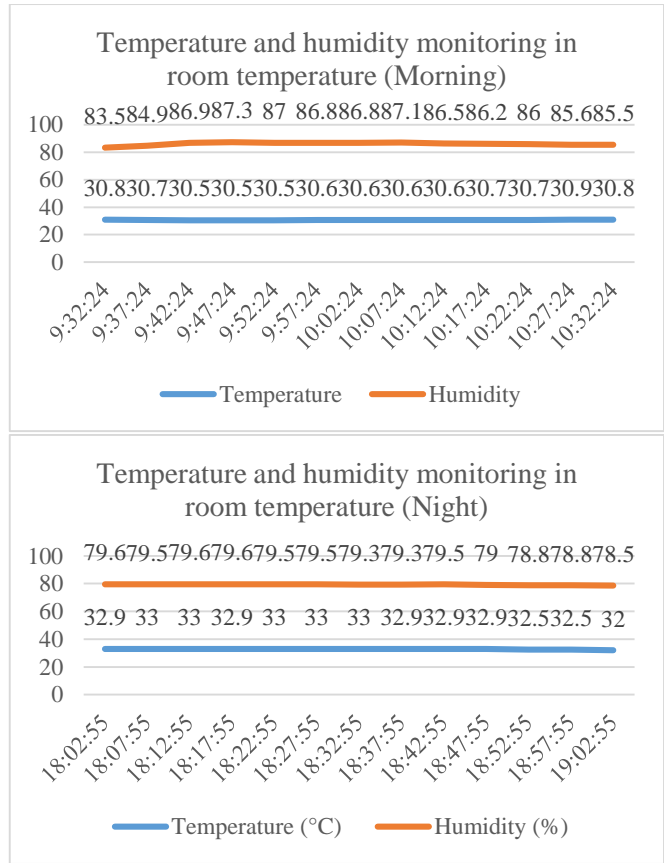 Temperature and humidity monitoring in
room temperature (Morning)
83.584.986.987.3 87 86.886.887.186.586.2 86 85.685.5
100
80
60
30.830.730.530.530.530.630.630.630.630.730.730.930.8
40
20
0
9:32:24 9:37:24 9:42:24 9:47:24 9:52:24 9:57:24 10:02:24 10:07:24 10:12:24 10:17:24 10:22:24 10:27:24 10:32:24
Temperature Humidity
Temperature and humidity monitoring in
room temperature (Night)
79.679.579.679.679.579.579.379.379.5 79 78.878.878.5
100
80
60
32.9 33 33 32.9 33 33 33 32.932.932.932.532.5 32
40
20
0
18:02:55 18:07:55 18:12:55 18:17:55 18:22:55 18:27:55 18:32:55 18:37:55 18:42:55 18:47:55 18:52:55 18:57:55 19:02:55
Temperature (°C) Humidity (%)